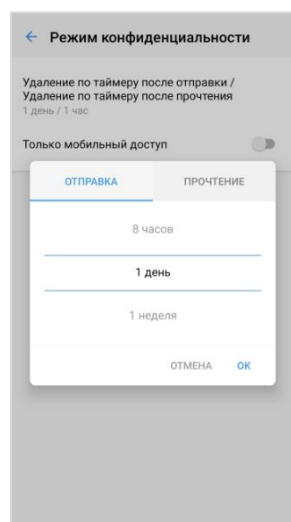 Режим конфиденциальности
Удаление по таймеру после отправки /
Удаление по таймеру после прочтения
1 день / 1 час
Только мобильный доступ
ОТПРАВКА ПРОЧТЕНИЕ
8 часов
1 день
1 неделя
ОТМЕНА ОК